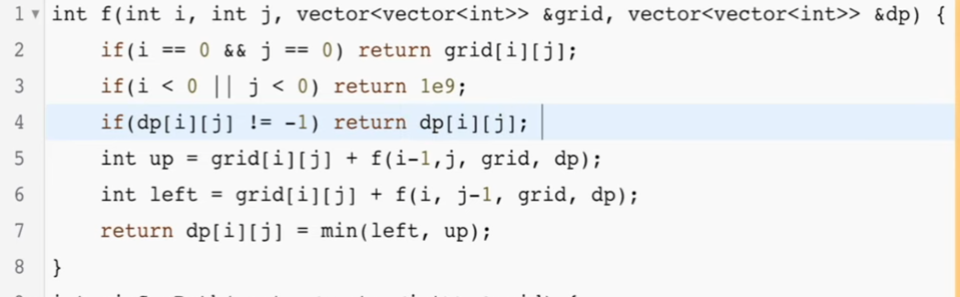 1 int f(int i, int j, vector<vector<int>> &grid, vector<vector<int>> &dp) {
2 if(i == 0 && j == 0) return grid[i][j];
3 if(i < 0 || j < 0) return 1e9;
4 if(dp[i][j] != -1) return dp[i][j];
5 int up = grid[i][j] + f(i-1,j, grid, dp);
6 int left = grid[i][j] + f(i, j-1, grid, dp);
7 return dp[i][j] = min(left, up);
8 }